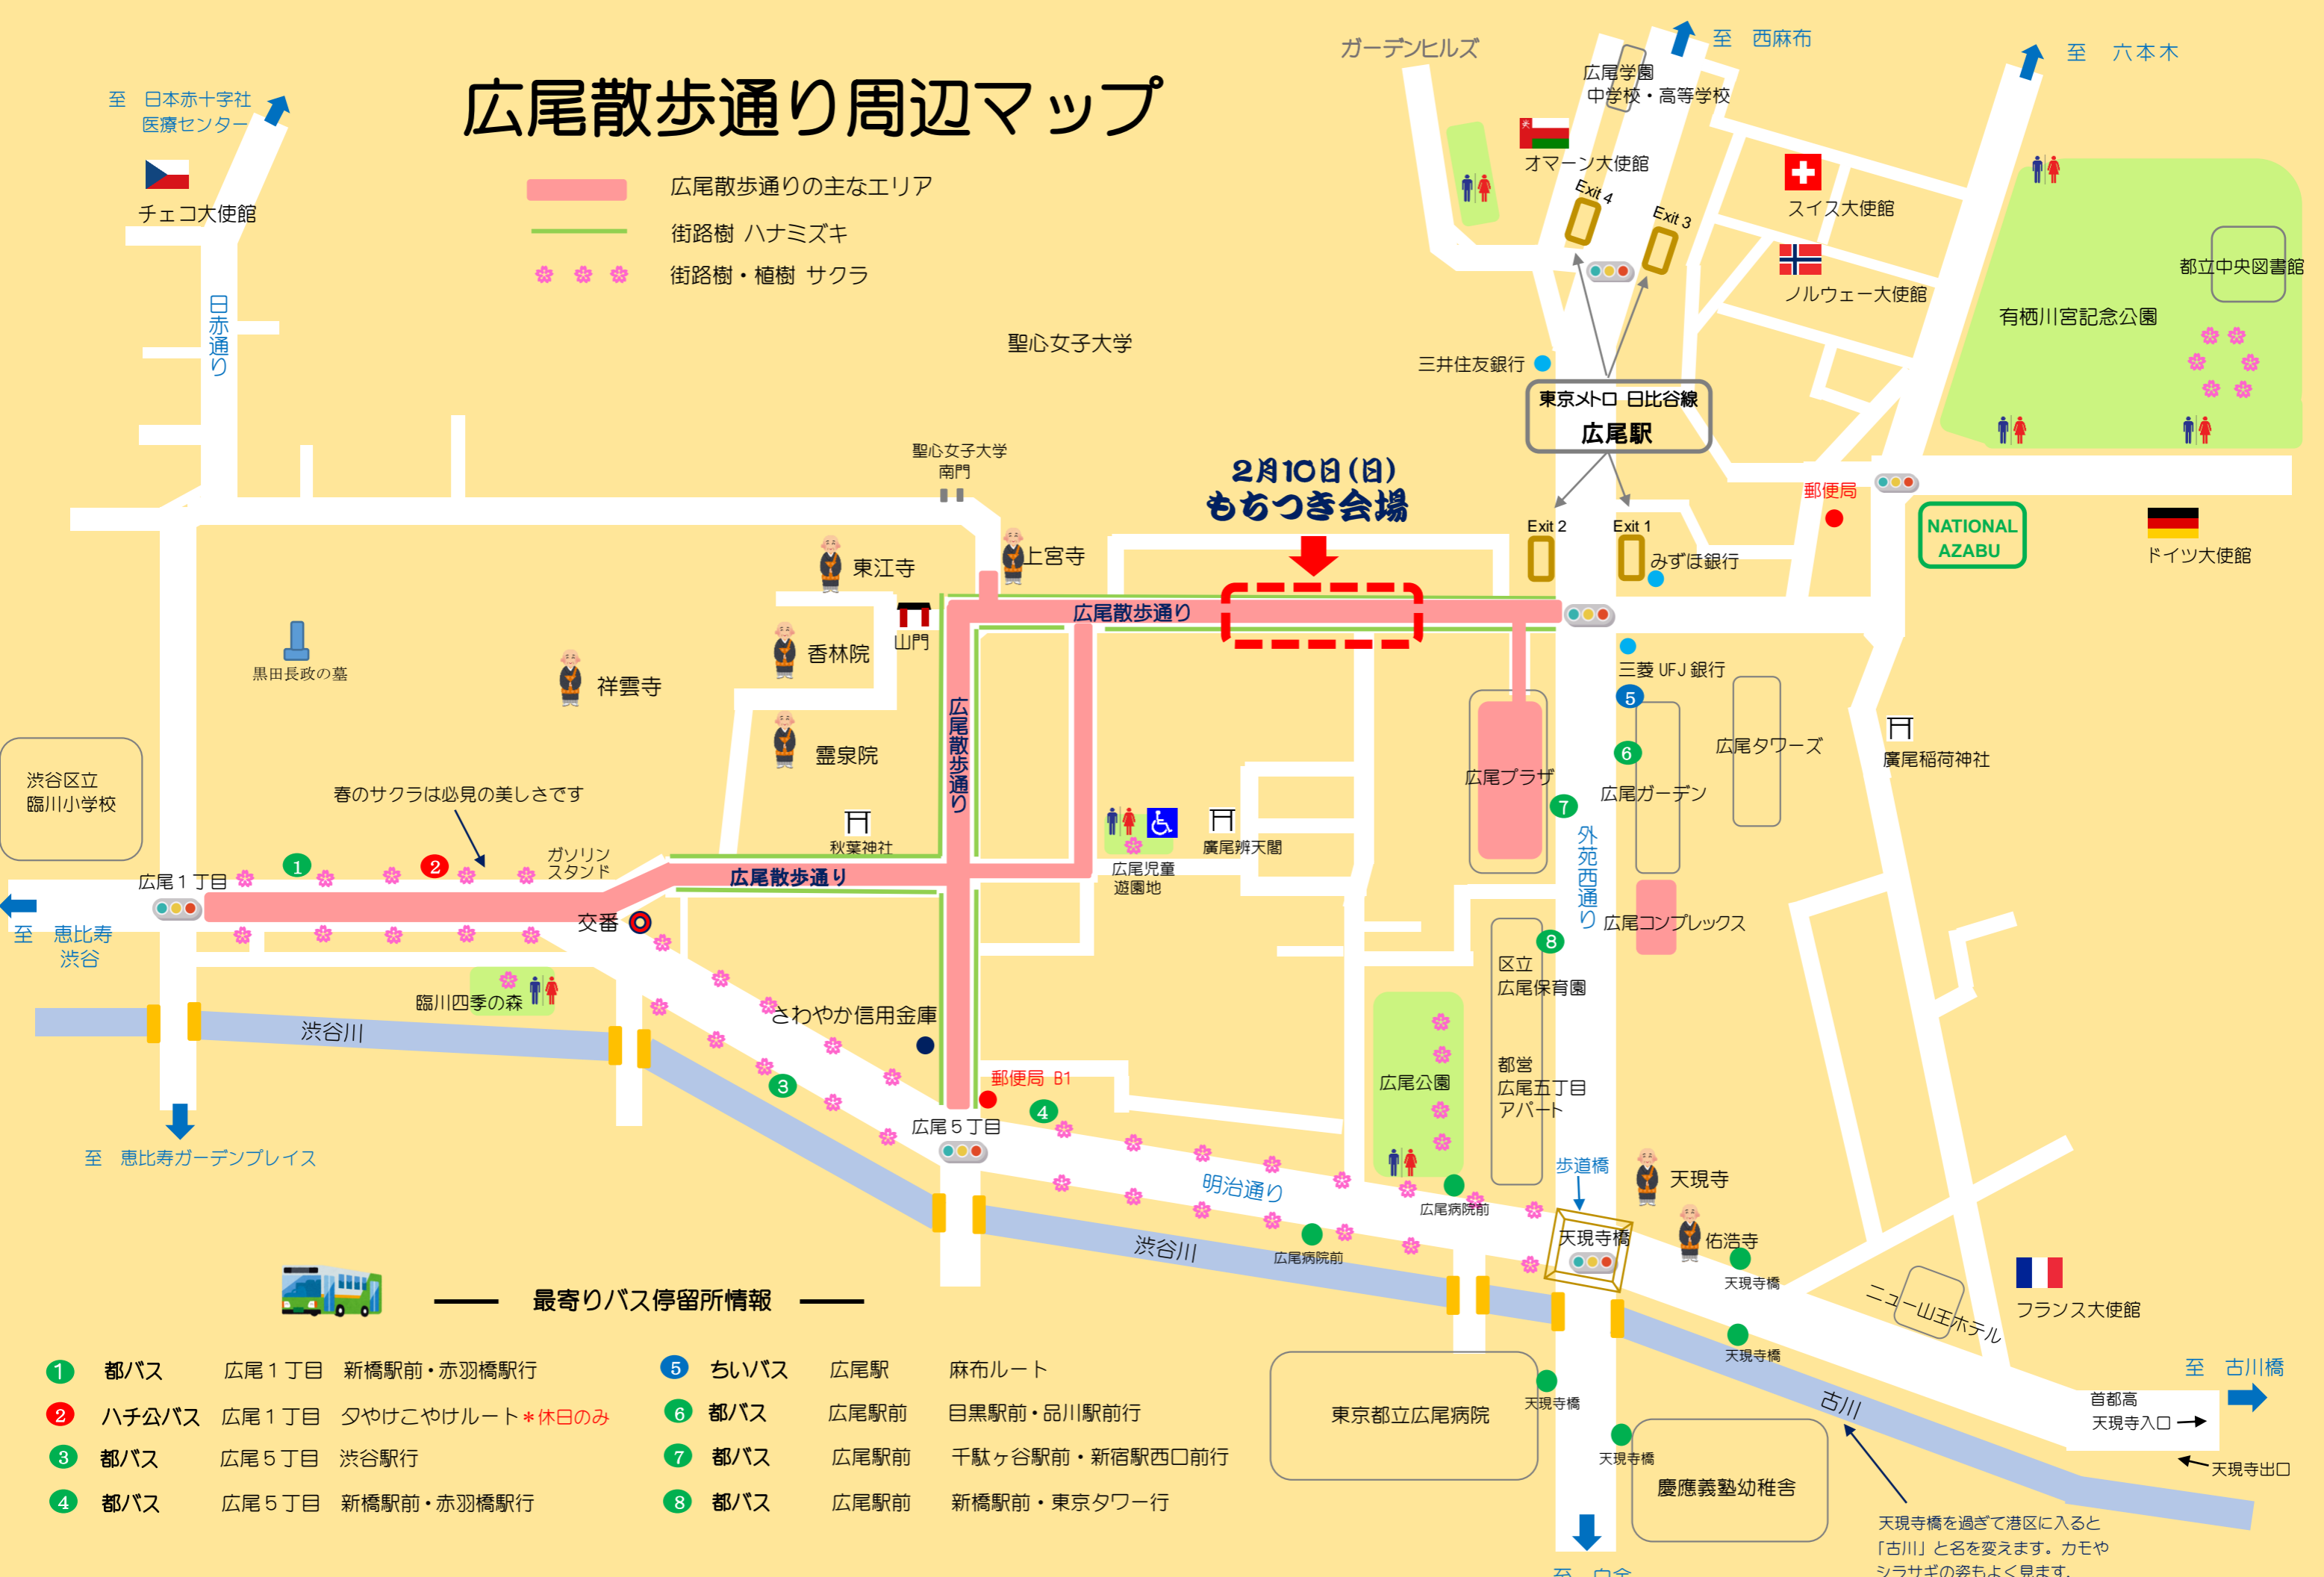 広尾散歩通り周辺マップ
広尾散歩通りの主なエリア
街路樹 ハナミズキ
街路樹・植樹 サクラ
至 日本赤十字社
医療センター
チェコ大使館
日赤通り
ガーデンヒルズ
広尾学園
中学校・高等学校
至 西麻布
至 六本木
オマーン大使館
Exit 4
Exit 3
スイス大使館
ノルウェー大使館
都立中央図書館
有栖川宮記念公園
聖心女子大学
三井住友銀行
東京メトロ 日比谷線
広尾駅
聖心女子大学
南門
2月10日(日)
もちつき会場
Exit 2
Exit 1
みずほ銀行
郵便局
NATIONAL
AZABU
ドイツ大使館
東江寺
上宮寺
広尾散歩通り
山門
香林院
黒田長政の墓
祥雲寺
霊泉院
広尾散歩通り
三菱 UFJ 銀行
5
6
広尾タワーズ
廣尾稲荷神社
広尾プラザ
広尾ガーデン
7
外苑西通り
渋谷区立
臨川小学校
春のサクラは必見の美しさです
秋葉神社
廣尾辨天閣
広尾児童
遊園地
ガソリン
スタンド
1
2
広尾1丁目
広尾散歩通り
交番
至 恵比寿
渋谷
広尾コンプレックス
8
区立
広尾保育園
臨川四季の森
渋谷川
さわやか信用金庫
3
郵便局 B1
4
広尾5丁目
広尾公園
都営
広尾五丁目
アパート
至 恵比寿ガーデンプレイス
明治通り
歩道橋
天現寺
広尾病院前
広尾病院前
天現寺橋
佑浩寺
天現寺橋
渋谷川
ニュー山王ホテル
フランス大使館
天現寺橋
最寄りバス停留所情報
1 都バス 広尾1丁目 新橋駅前・赤羽橋駅行
2 ハチ公バス 広尾1丁目 夕やけこやけルート＊休日のみ
3 都バス 広尾5丁目 渋谷駅行
4 都バス 広尾5丁目 新橋駅前・赤羽橋駅行
5 ちいバス 広尾駅 麻布ルート
6 都バス 広尾駅前 目黒駅前・品川駅前行
7 都バス 広尾駅前 千駄ヶ谷駅前・新宿駅西口前行
8 都バス 広尾駅前 新橋駅前・東京タワー行
東京都立広尾病院
天現寺橋
天現寺橋
慶應義塾幼稚舎
古川
至 古川橋
首都高
天現寺入口
天現寺出口
天現寺橋を過ぎて港区に入ると
「古川」と名を変えます。カモや
シラサギの姿もよく見ます。
至 白金